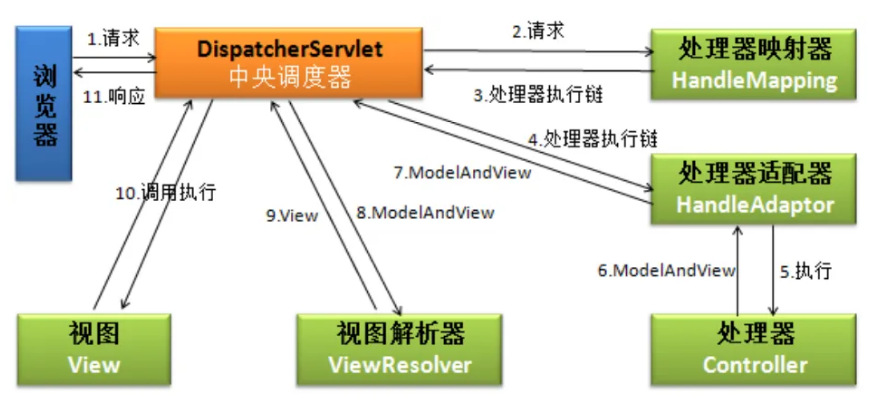 1.请求
DispatcherServlet
中央调度器
2.请求
处理器映射器
HandleMapping
浏览器
11.响应
3.处理器执行链
4.处理器执行链
7.ModelAndView
处理器适配器
HandleAdaptor
10.调用执行
9.View
8.ModelAndView
6.ModelAndView
5.执行
视图
View
视图解析器
ViewResolver
处理器
Controller